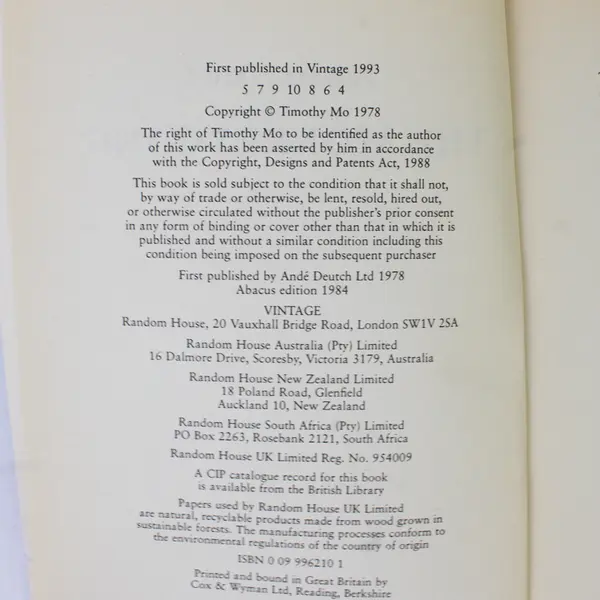 First published in Vintage 1993
5 7 9 10 8 6 4
Copyright © Timothy Mo 1978
The right of Timothy Mo to be identified as the author
of this work has been asserted by him in accordance
with the Copyright, Designs and Patents Act, 1988
This book is sold subject to the condition that it shall not,
by way of trade or otherwise, be lent, resold, hired out,
or otherwise circulated without the publisher's prior consent
in any form of binding or cover other than that in which it is
published and without a similar condition including this
condition being imposed on the subsequent purchaser
First published by Andé Deutch Ltd 1978
Abacus edition 1984
VINTAGE
Random House, 20 Vauxhall Bridge Road, London SW1V 2SA
Random House Australia (Pty) Limited
16 Dalmore Drive, Scoresby, Victoria 3179, Australia
Random House New Zealand Limited
18 Poland Road, Glenfield
Auckland 10, New Zealand
Random House South Africa (Pty) Limited
PO Box 2263, Rosebank 2121, South Africa
Random House UK Limited Reg. No. 954009
A CIP catalogue record for this book
is available from the British Library
Papers used by Random House UK Limited
are natural, recyclable products made from wood grown in
sustainable forests. The manufacturing processes conform to
the environmental regulations of the country of origin
ISBN 0 09 996210 1
Printed and bound in Great Britain by
Cox & Wyman Ltd, Reading, Berkshire